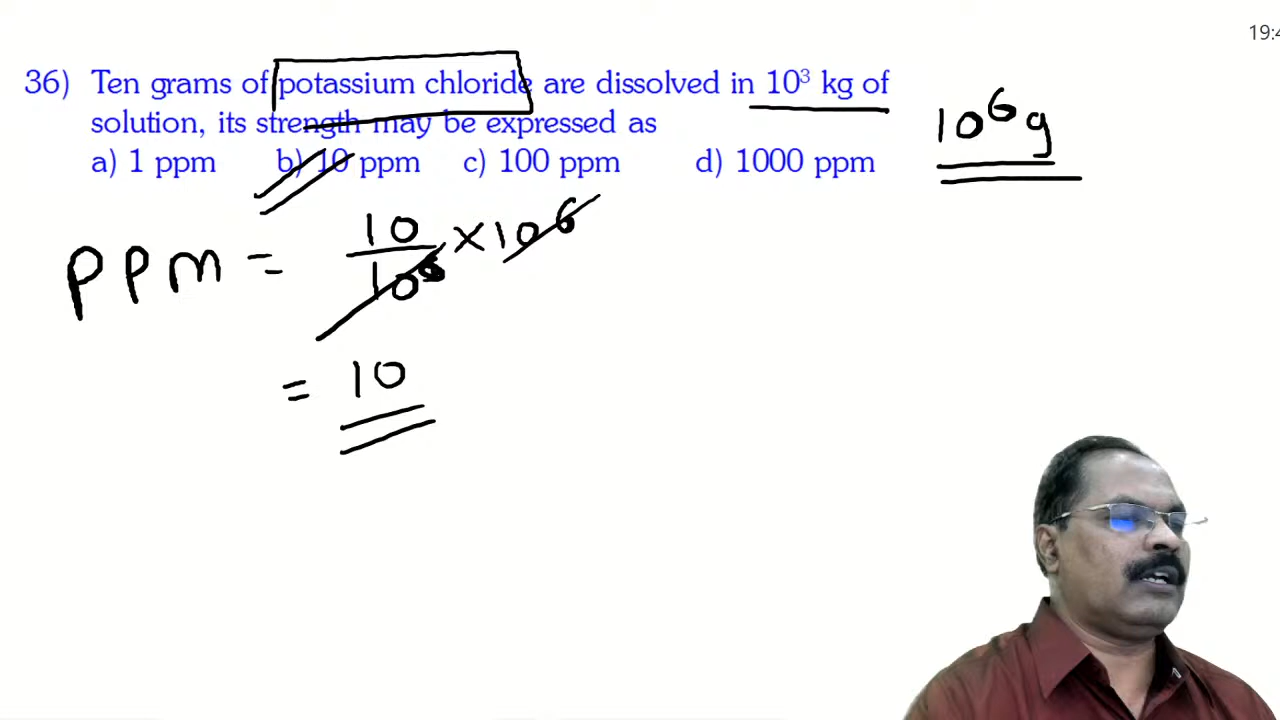 19:4
36) Ten grams of potassium chloride are dissolved in 10³ kg of
solution, its strength may be expressed as
a) 1 ppm b) 10 ppm c) 100 ppm d) 1000 ppm
10⁶ g
ppm = 10/10⁶ × 10⁶
= 10